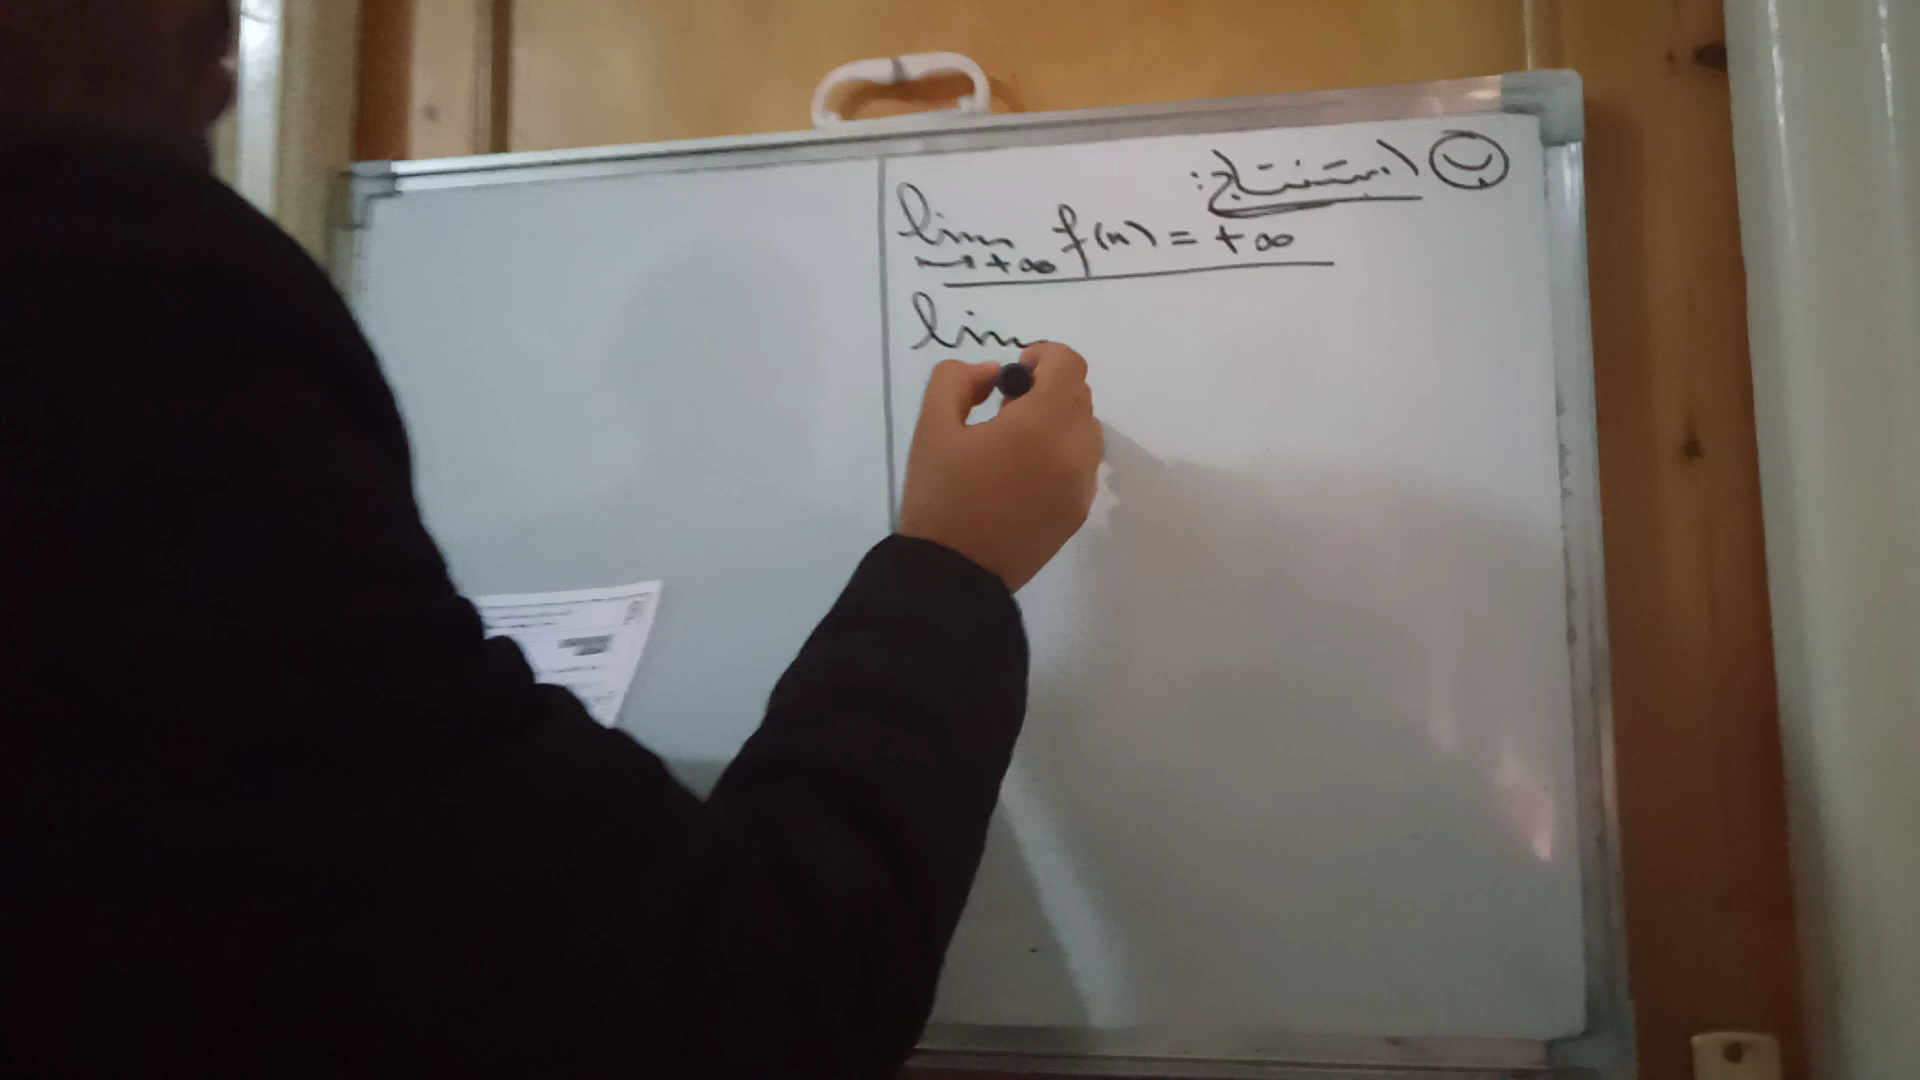 ب استنتاج:
lim f(x) = +∞
x→+∞
lim